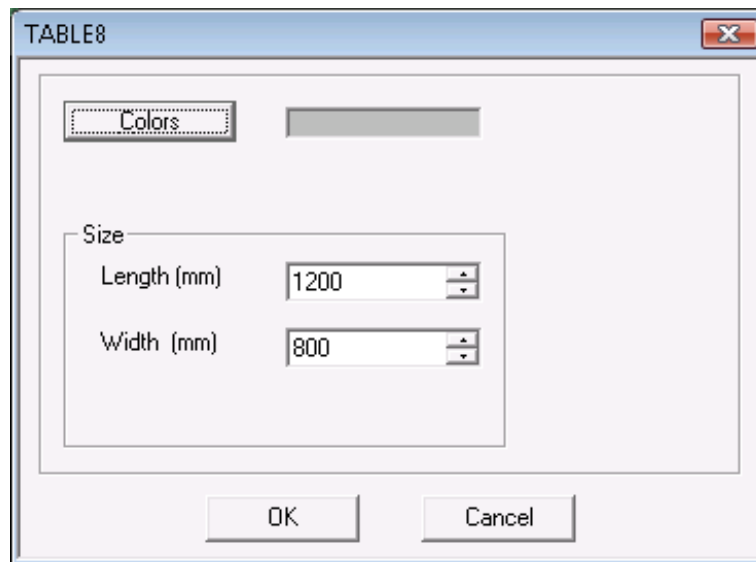 TABLE8
Colors
Size
Length (mm) 1200
Width (mm) 800
OK Cancel